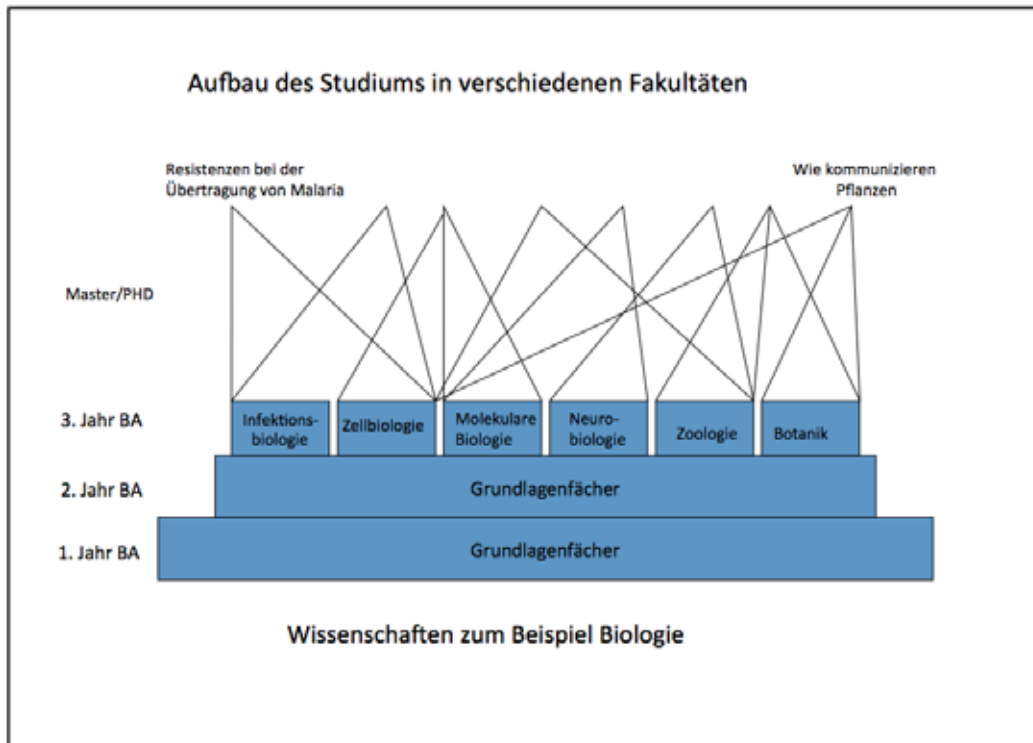 Aufbau des Studiums in verschiedenen Fakultäten
Resistenzen bei der
Übertragung von Malaria
Wie kommunizieren
Pflanzen
Master/PHD
3. Jahr BA
Infektions-
biologie
Zellbiologie
Molekulare
Biologie
Neuro-
biologie
Zoologie
Botanik
2. Jahr BA
Grundlagenfächer
1. Jahr BA
Grundlagenfächer
Wissenschaften zum Beispiel Biologie